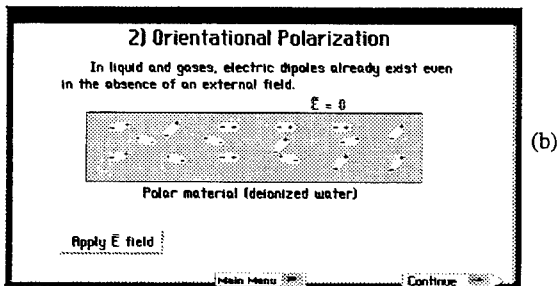 2) Orientational Polarization
In liquid and gases, electric dipoles already exist even
in the absence of an external field.
Ē = 0
Polar material (deionized water)
(b)
Apply Ē field
Main Menu
Continue